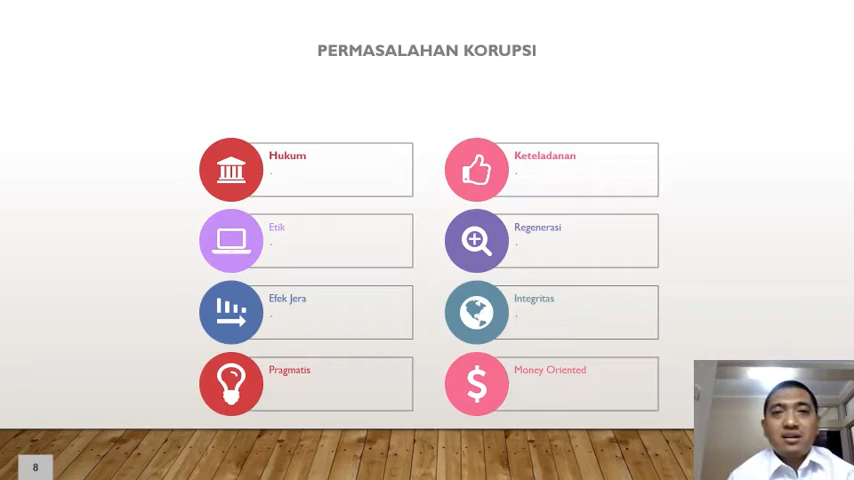 PERMASALAHAN KORUPSI
Hukum
Keteladanan
Etik
Regenerasi
Efek Jera
Integritas
Pragmatis
Money Oriented
8